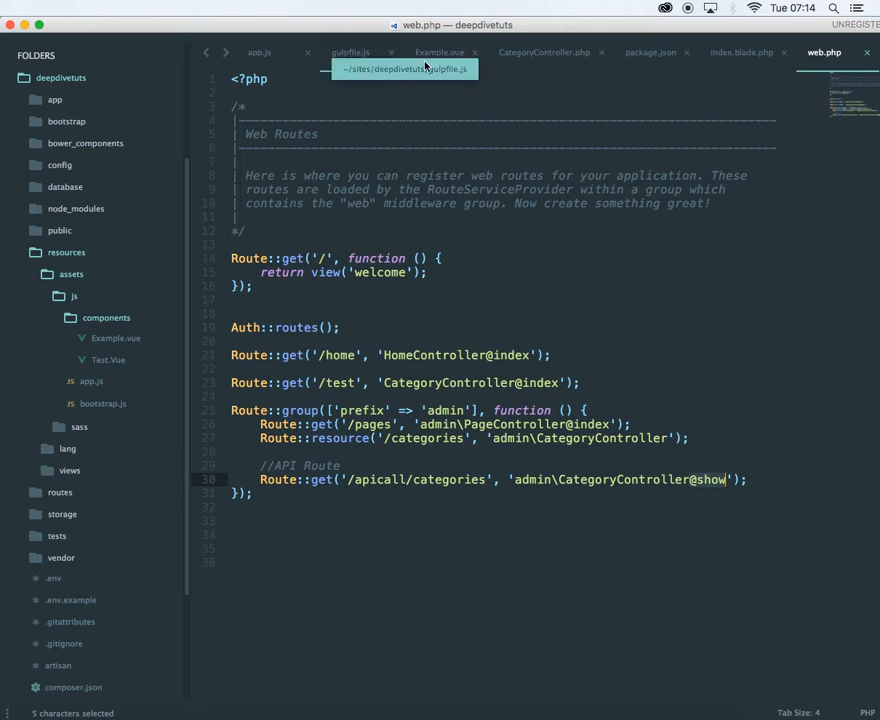 Tue 07:14
web.php — deepdivetuts
UNREGISTE
FOLDERS
deepdivetuts
app
bootstrap
bower_components
config
database
node_modules
public
resources
assets
js
components
Example.vue
Test.Vue
JS app.js
JS bootstrap.js
sass
lang
views
routes
storage
tests
vendor
.env
.env.example
.gitattributes
.gitignore
artisan
composer.json
app.js × gulpfile.js × Example.vue × CategoryController.php × package.json × index.blade.php × web.php ×
~/sites/deepdivetuts/gulpfile.js
1 <?php
2
3 /*
4 |--------------------------------------------------------------------------
5 | Web Routes
6 |--------------------------------------------------------------------------
7 |
8 | Here is where you can register web routes for your application. These
9 | routes are loaded by the RouteServiceProvider within a group which
10 | contains the "web" middleware group. Now create something great!
11 |
12 */
13
14 Route::get('/', function () {
15     return view('welcome');
16 });
17
18
19 Auth::routes();
20
21 Route::get('/home', 'HomeController@index');
22
23 Route::get('/test', 'CategoryController@index');
24
25 Route::group(['prefix' => 'admin'], function () {
26     Route::get('/pages', 'admin\PageController@index');
27     Route::resource('/categories', 'admin\CategoryController');
28
29     //API Route
30     Route::get('/apicall/categories', 'admin\CategoryController@show');
31 });
32
33
34
35
36
5 characters selected
Tab Size: 4
PHP